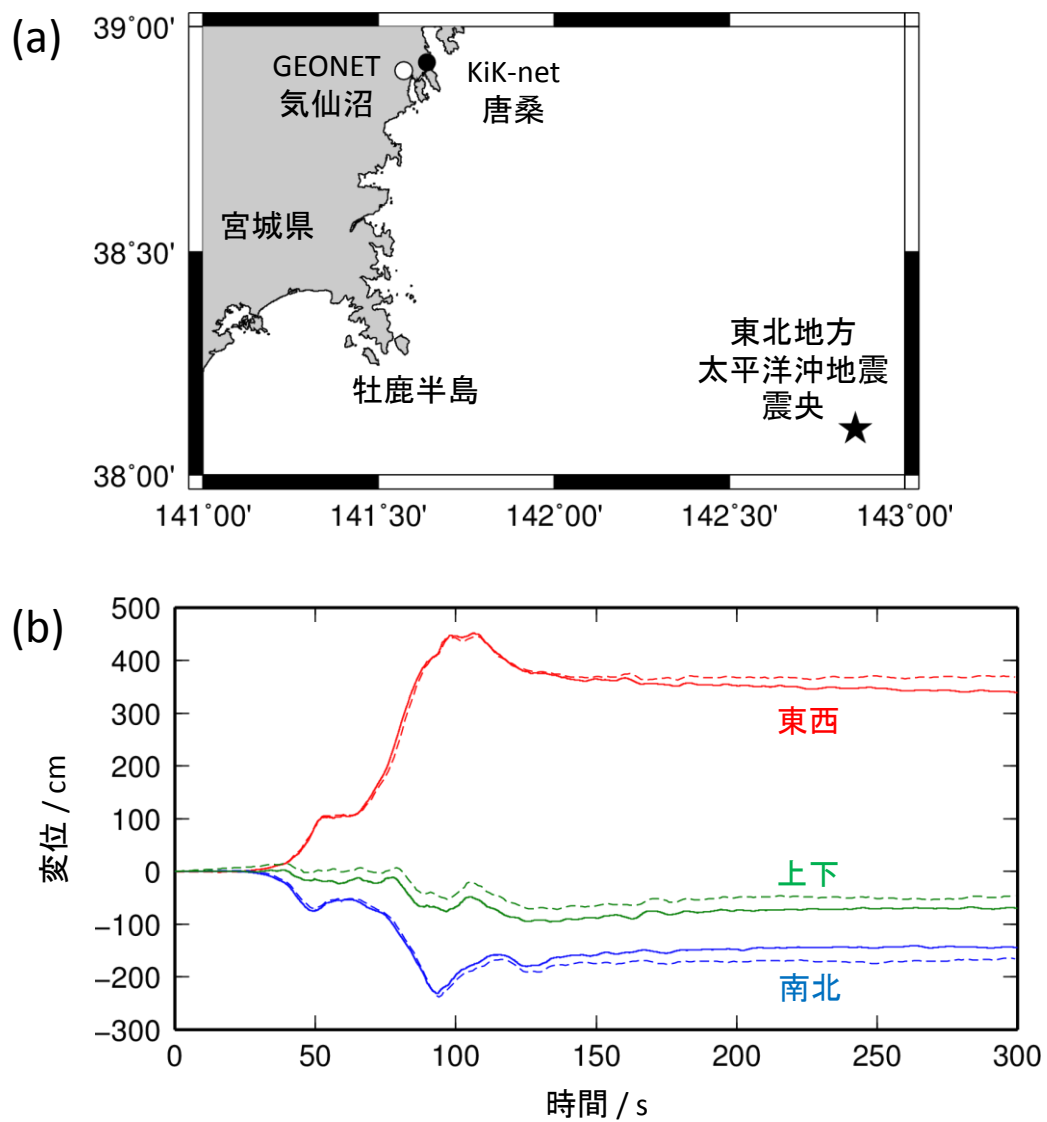 (a)
39°00'
GEONET
気仙沼
KiK-net
唐桑
宮城県
38°30'
東北地方
太平洋沖地震
震央
牡鹿半島
38°00'
141°00'
141°30'
142°00'
142°30'
143°00'
(b)
500
400
300
200
100
0
−100
−200
−300
変位 / cm
東西
上下
南北
0
50
100
150
200
250
300
時間 / s